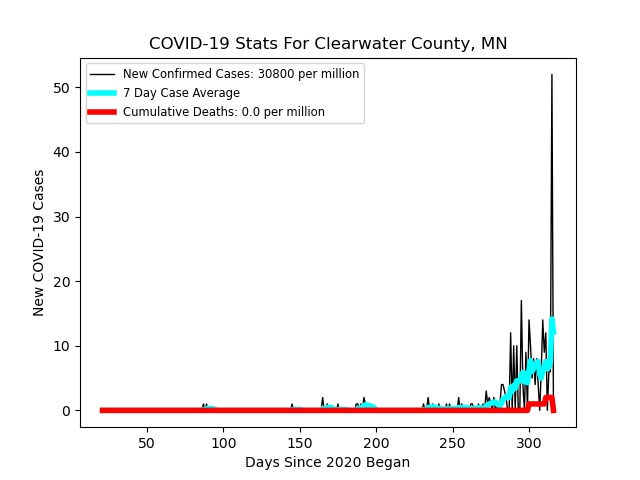 COVID-19 Stats For Clearwater County, MN
New Confirmed Cases: 30800 per million
7 Day Case Average
Cumulative Deaths: 0.0 per million
New COVID-19 Cases
50
40
30
20
10
0
50 100 150 200 250 300
Days Since 2020 Began